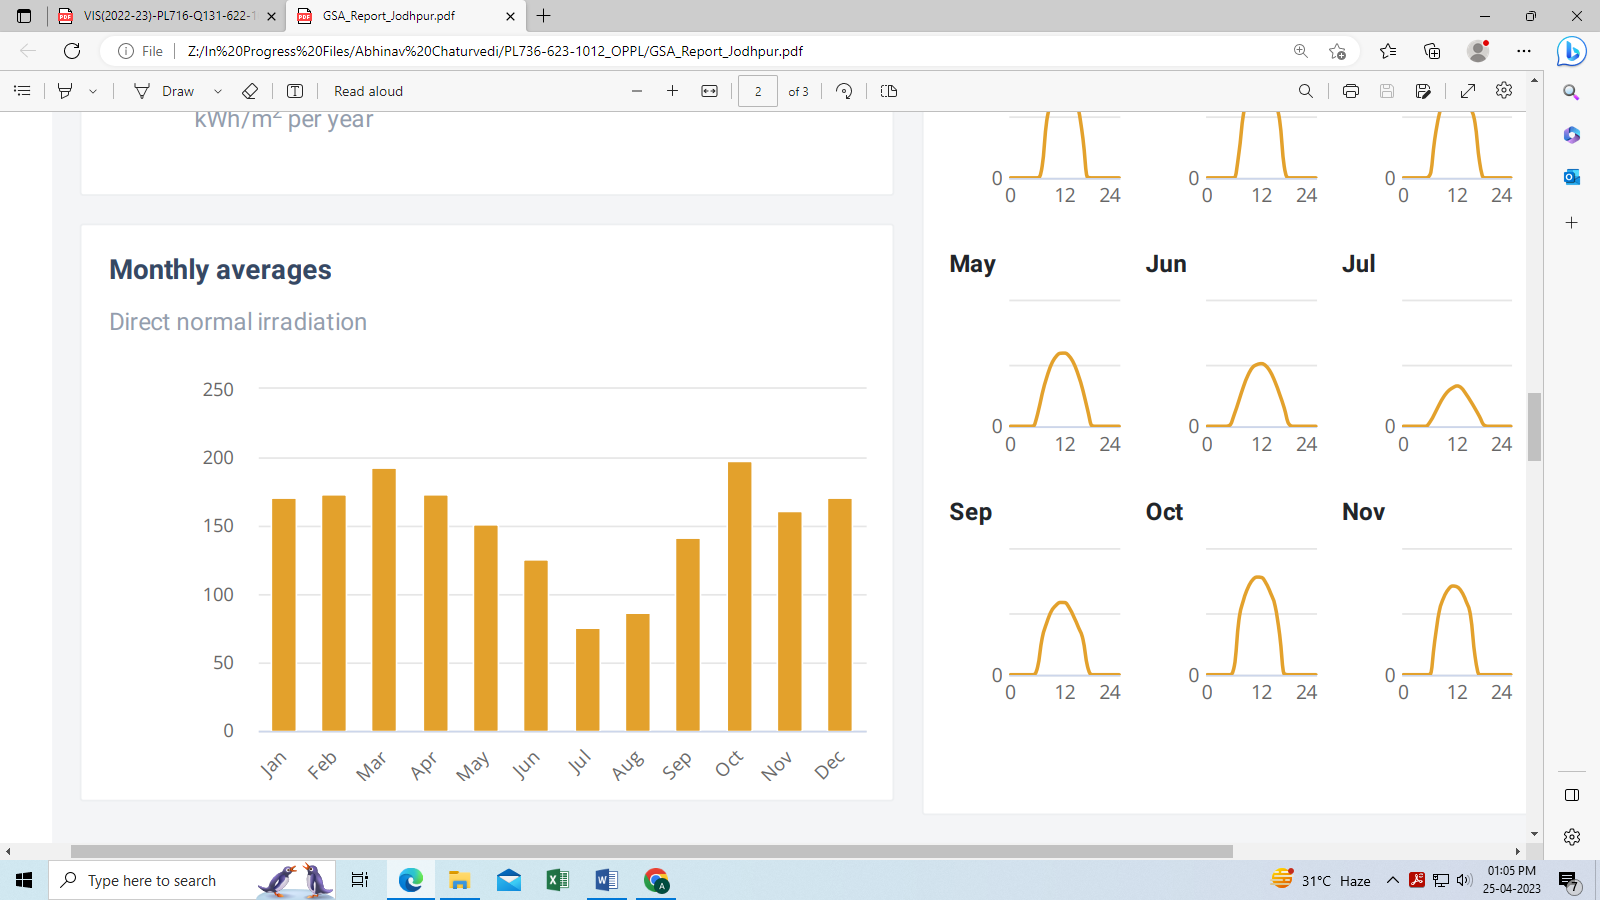 VIS(2022-23)-PL716-Q131-622-1
GSA_Report_Jodhpur.pdf
File
Z:/In%20Progress%20Files/Abhinav%20Chaturvedi/PL736-623-1012_OPPL/GSA_Report_Jodhpur.pdf
Draw
Read aloud
2
of 3
kWh/m² per year
Monthly averages
Direct normal irradiation
250
200
150
100
50
0
Jan Feb Mar Apr May Jun Jul Aug Sep Oct Nov Dec
0 0 0
0 12 24 0 12 24 0 12 24
May Jun Jul
0 0 0
0 12 24 0 12 24 0 12 24
Sep Oct Nov
0 0 0
0 12 24 0 12 24 0 12 24
Type here to search
31°C Haze
01:05 PM
25-04-2023
7